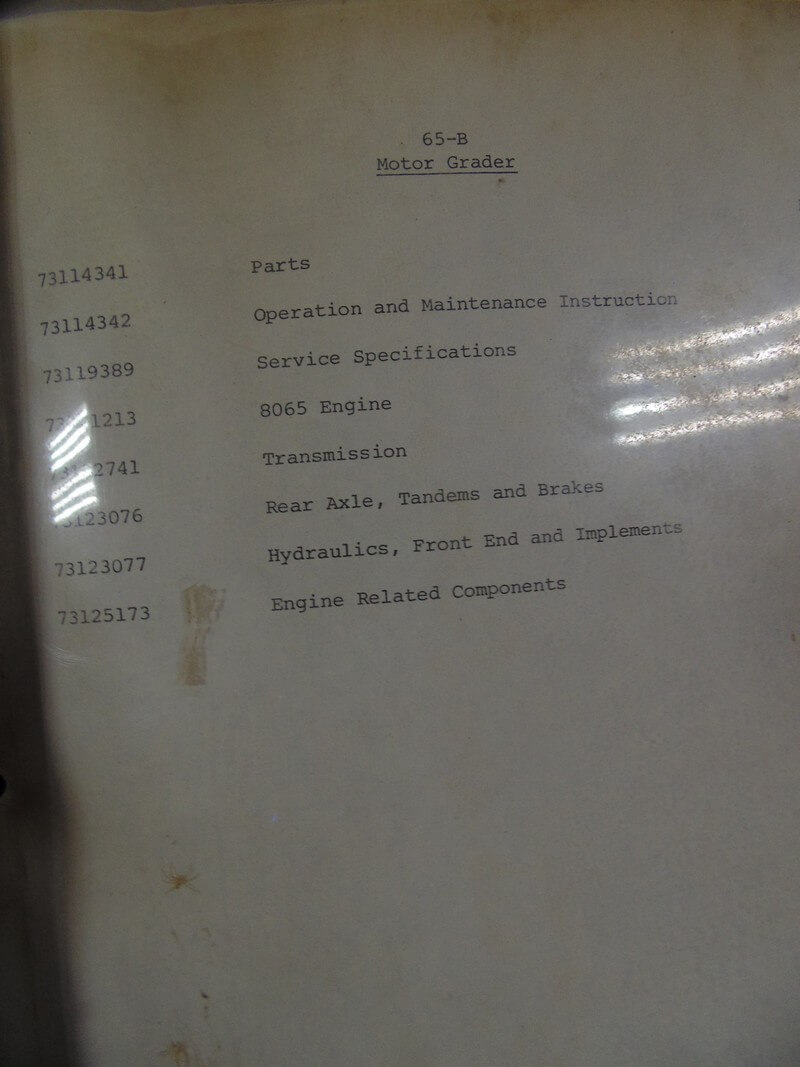 65-B
Motor Grader
73114341 Parts
73114342 Operation and Maintenance Instruction
73119389 Service Specifications
8065 Engine
Transmission
73123076 Rear Axle, Tandems and Brakes
73123077 Hydraulics, Front End and Implements
73125173 Engine Related Components